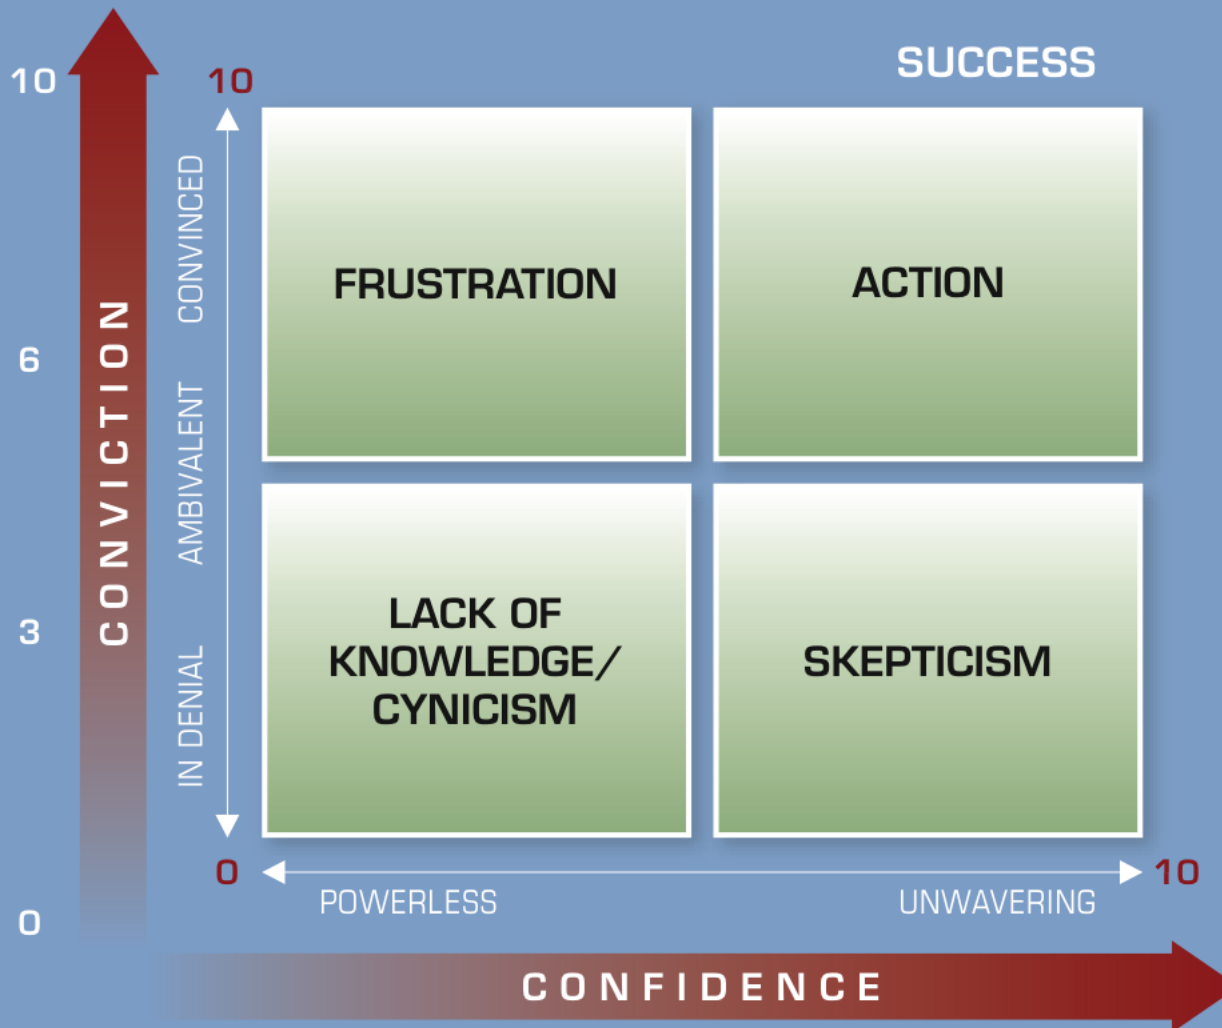 SUCCESS
10
10
CONVINCED
FRUSTRATION
ACTION
6
CONVICTION
AMBIVALENT
3
IN DENIAL
LACK OF
KNOWLEDGE/
CYNICISM
SKEPTICISM
0
10
POWERLESS
UNWAVERING
0
CONFIDENCE